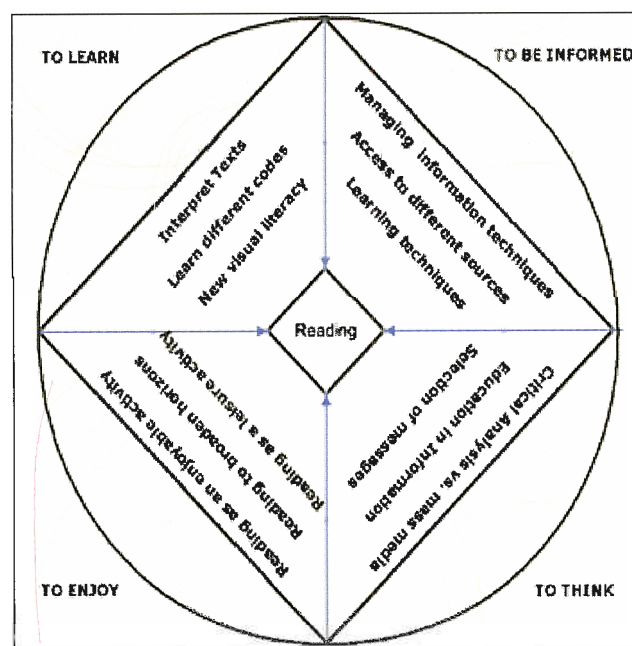 TO LEARN
TO BE INFORMED
Interpret Texts
Learn different codes
New visual literacy
Managing information techniques
Access to different sources
Learning techniques
Reading
Reading as a leisure activity
Reading to broaden horizons
Reading as an enjoyable activity
Critical Analysis vs. mass media
Education in Information
Selection of messages
TO ENJOY
TO THINK